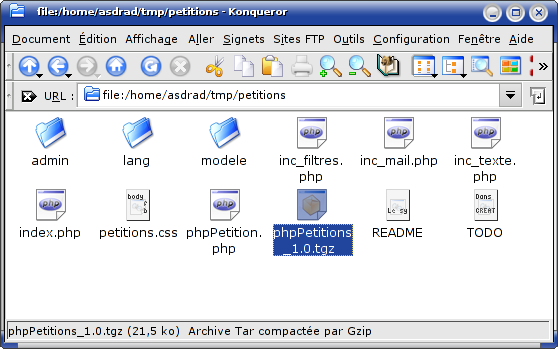 file:/home/asdrad/tmp/petitions - Konqueror
Document Édition Affichage Aller Signets Sites FTP Outils Configuration Fenêtre Aide
»
URL : file:/home/asdrad/tmp/petitions
admin lang modele inc_filtres.php inc_mail.php inc_texte.php
index.php petitions.css phpPetition.php phpPetitions_1.0.tgz README TODO
phpPetitions_1.0.tgz (21,5 ko) Archive Tar compactée par Gzip